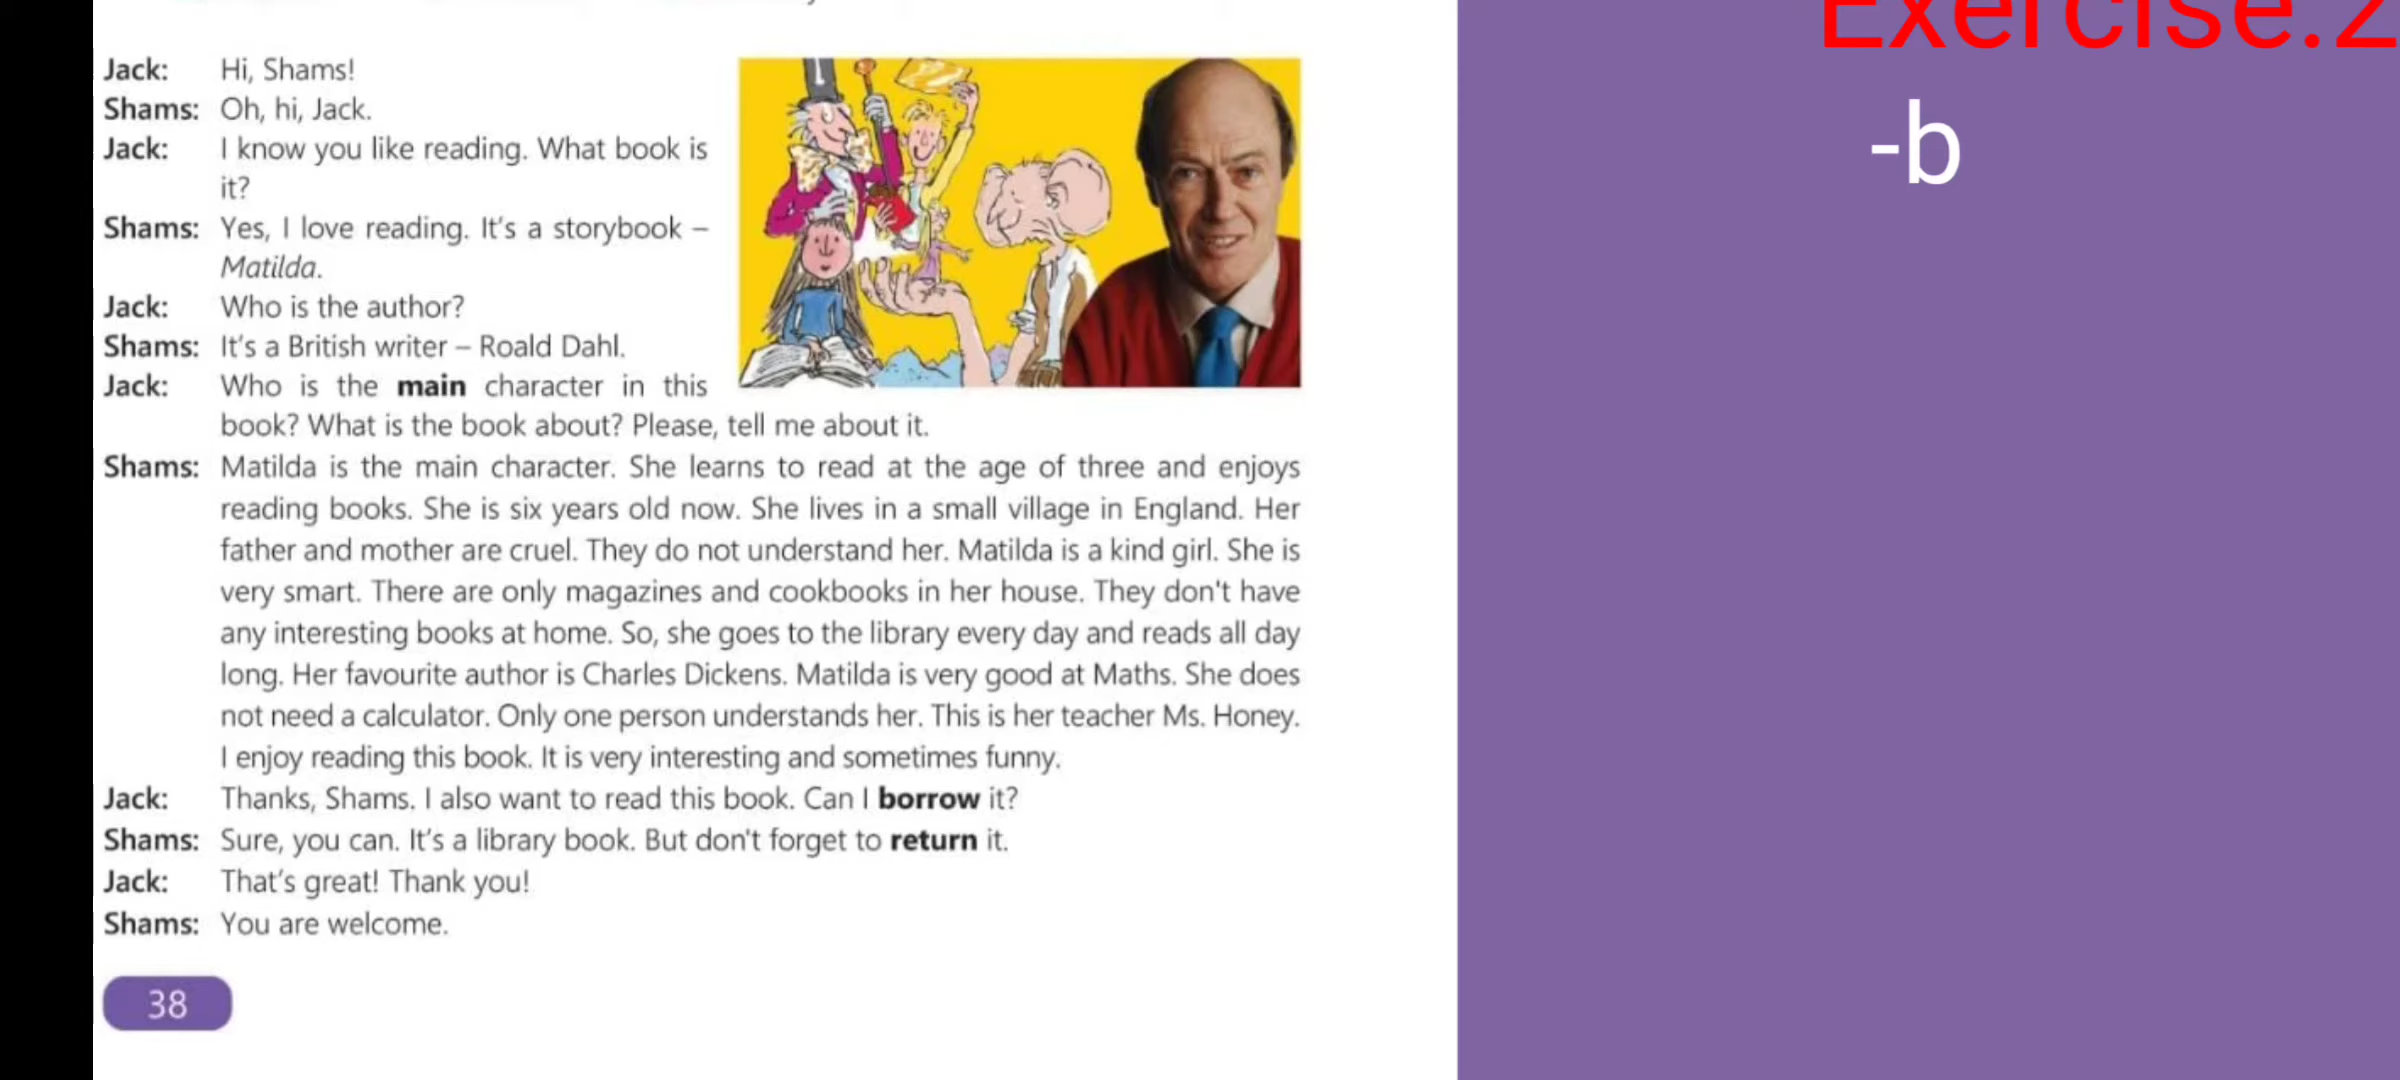 Exercise.2
-b
Jack: Hi, Shams!
Shams: Oh, hi, Jack.
Jack: I know you like reading. What book is
it?
Shams: Yes, I love reading. It's a storybook –
Matilda.
Jack: Who is the author?
Shams: It's a British writer – Roald Dahl.
Jack: Who is the main character in this
book? What is the book about? Please, tell me about it.
Shams: Matilda is the main character. She learns to read at the age of three and enjoys
reading books. She is six years old now. She lives in a small village in England. Her
father and mother are cruel. They do not understand her. Matilda is a kind girl. She is
very smart. There are only magazines and cookbooks in her house. They don't have
any interesting books at home. So, she goes to the library every day and reads all day
long. Her favourite author is Charles Dickens. Matilda is very good at Maths. She does
not need a calculator. Only one person understands her. This is her teacher Ms. Honey.
I enjoy reading this book. It is very interesting and sometimes funny.
Jack: Thanks, Shams. I also want to read this book. Can I borrow it?
Shams: Sure, you can. It's a library book. But don't forget to return it.
Jack: That's great! Thank you!
Shams: You are welcome.
38